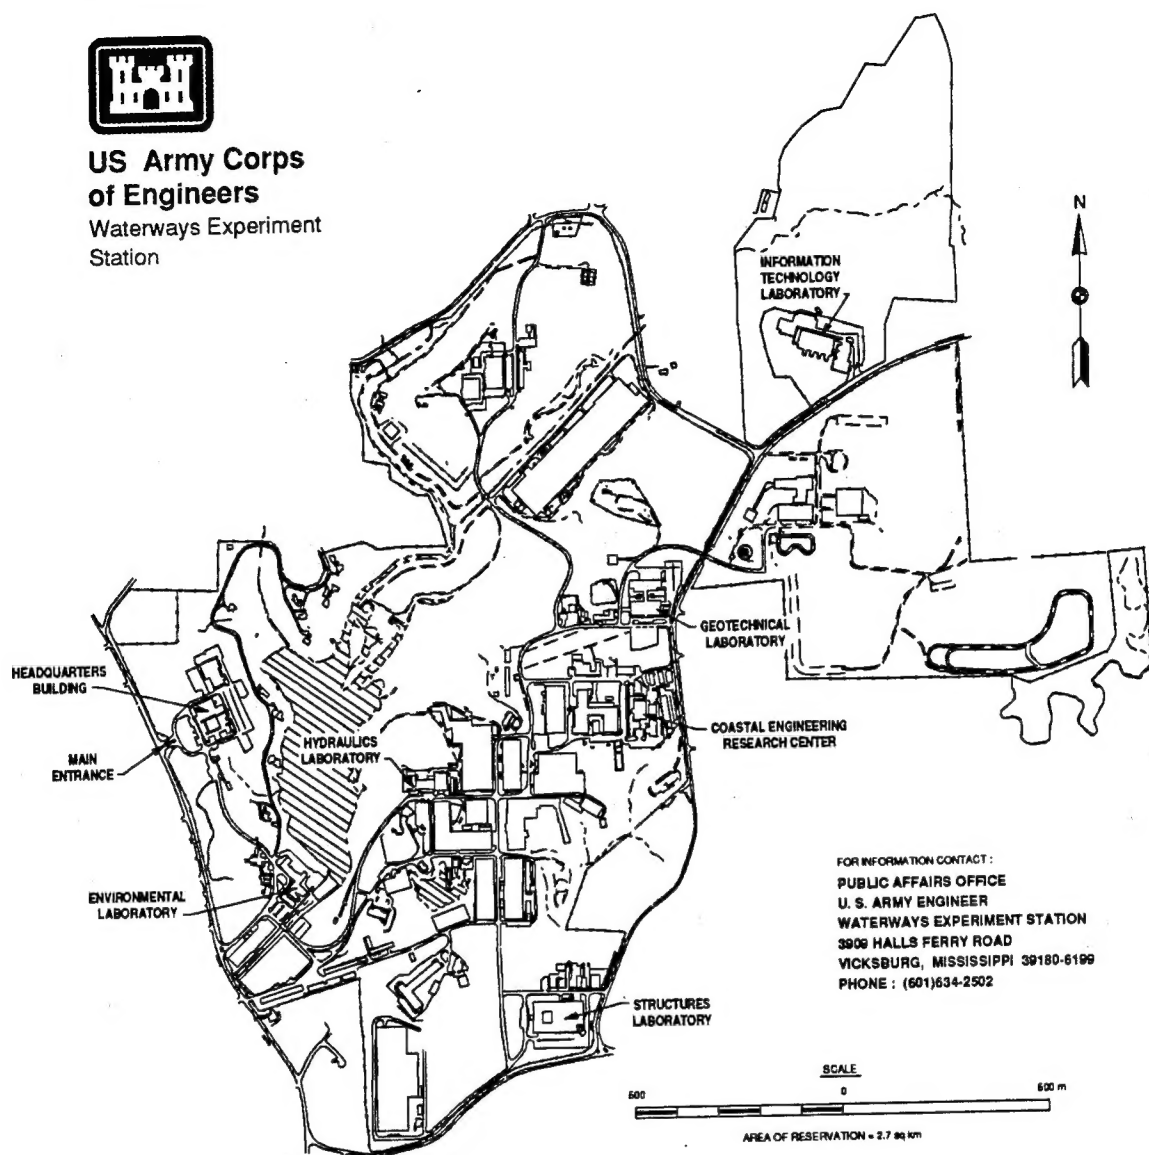 US Army Corps
of Engineers
Waterways Experiment
Station
N
INFORMATION
TECHNOLOGY
LABORATORY
GEOTECHNICAL
LABORATORY
HEADQUARTERS
BUILDING
MAIN
ENTRANCE
HYDRAULICS
LABORATORY
COASTAL ENGINEERING
RESEARCH CENTER
ENVIRONMENTAL
LABORATORY
STRUCTURES
LABORATORY
FOR INFORMATION CONTACT :
PUBLIC AFFAIRS OFFICE
U. S. ARMY ENGINEER
WATERWAYS EXPERIMENT STATION
3909 HALLS FERRY ROAD
VICKSBURG, MISSISSIPPI 39180-6199
PHONE : (601)634-2502
SCALE
500 0 500 m
AREA OF RESERVATION = 2.7 sq km